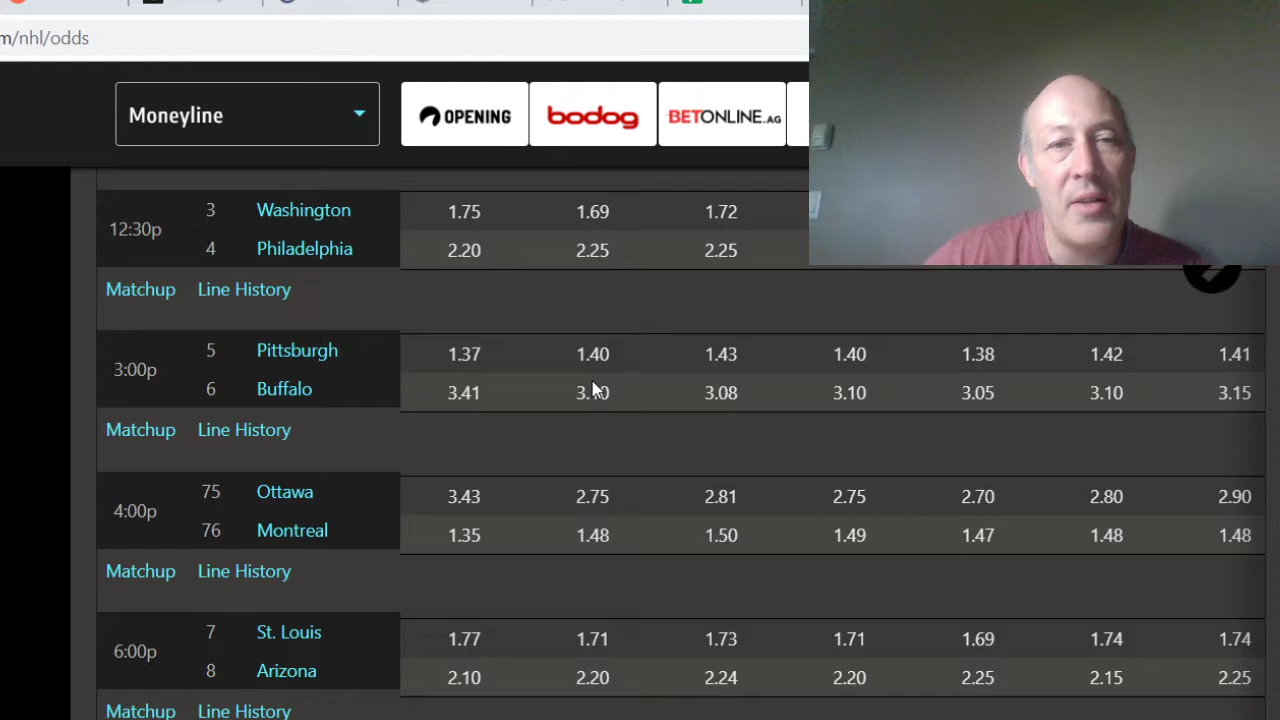 m/nhl/odds
Moneyline OPENING bodog BETONLINE.AG
3 Washington 1.75 1.69 1.72
12:30p
4 Philadelphia 2.20 2.25 2.25
Matchup Line History
5 Pittsburgh 1.37 1.40 1.43 1.40 1.38 1.42 1.41
3:00p
6 Buffalo 3.41 3.10 3.08 3.10 3.05 3.10 3.15
Matchup Line History
75 Ottawa 3.43 2.75 2.81 2.75 2.70 2.80 2.90
4:00p
76 Montreal 1.35 1.48 1.50 1.49 1.47 1.48 1.48
Matchup Line History
7 St. Louis 1.77 1.71 1.73 1.71 1.69 1.74 1.74
6:00p
8 Arizona 2.10 2.20 2.24 2.20 2.25 2.15 2.25
Matchup Line History